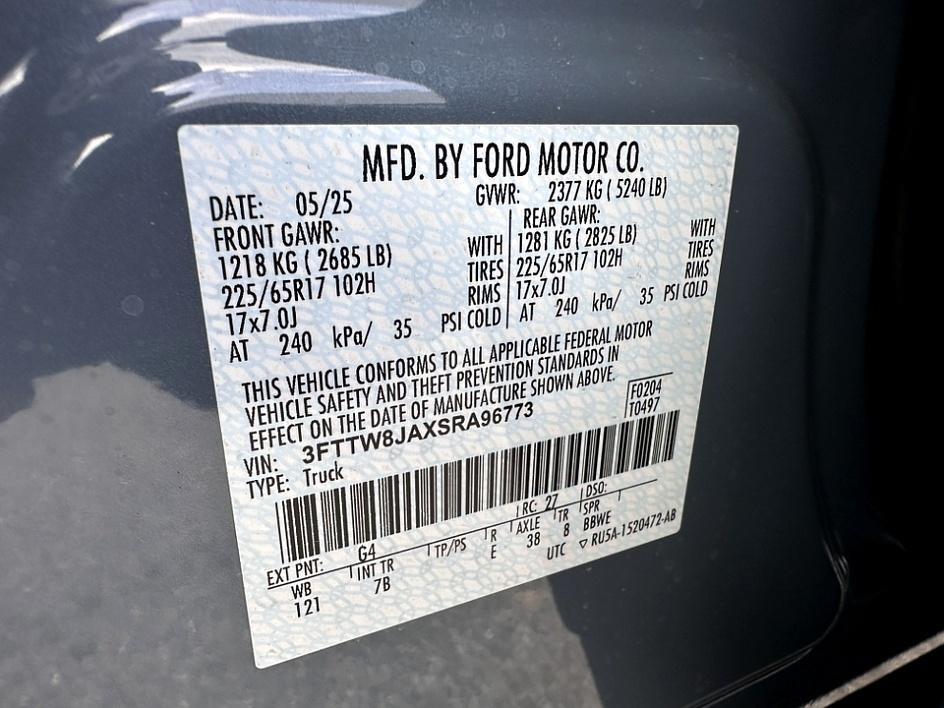 MFD. BY FORD MOTOR CO.
DATE: 05/25 GVWR: 2377 KG ( 5240 LB)
FRONT GAWR: REAR GAWR:
1218 KG ( 2685 LB) WITH 1281 KG ( 2825 LB) WITH
225/65R17 102H TIRES 225/65R17 102H TIRES
17x7.0J RIMS 17x7.0J RIMS
AT 240 kPa/ 35 PSI COLD AT 240 kPa/ 35 PSI COLD
THIS VEHICLE CONFORMS TO ALL APPLICABLE FEDERAL MOTOR
VEHICLE SAFETY AND THEFT PREVENTION STANDARDS IN
EFFECT ON THE DATE OF MANUFACTURE SHOWN ABOVE.
F0204
T0497
VIN: 3FTTW8JAXSRA96773
TYPE: Truck
EXT PNT: G4 RC: 27 DSO:
WB INT TR TP/PS R AXLE TR SPR
121 7B E 38 8 BBWE
UTC ▽ RU5A-1520472-AB